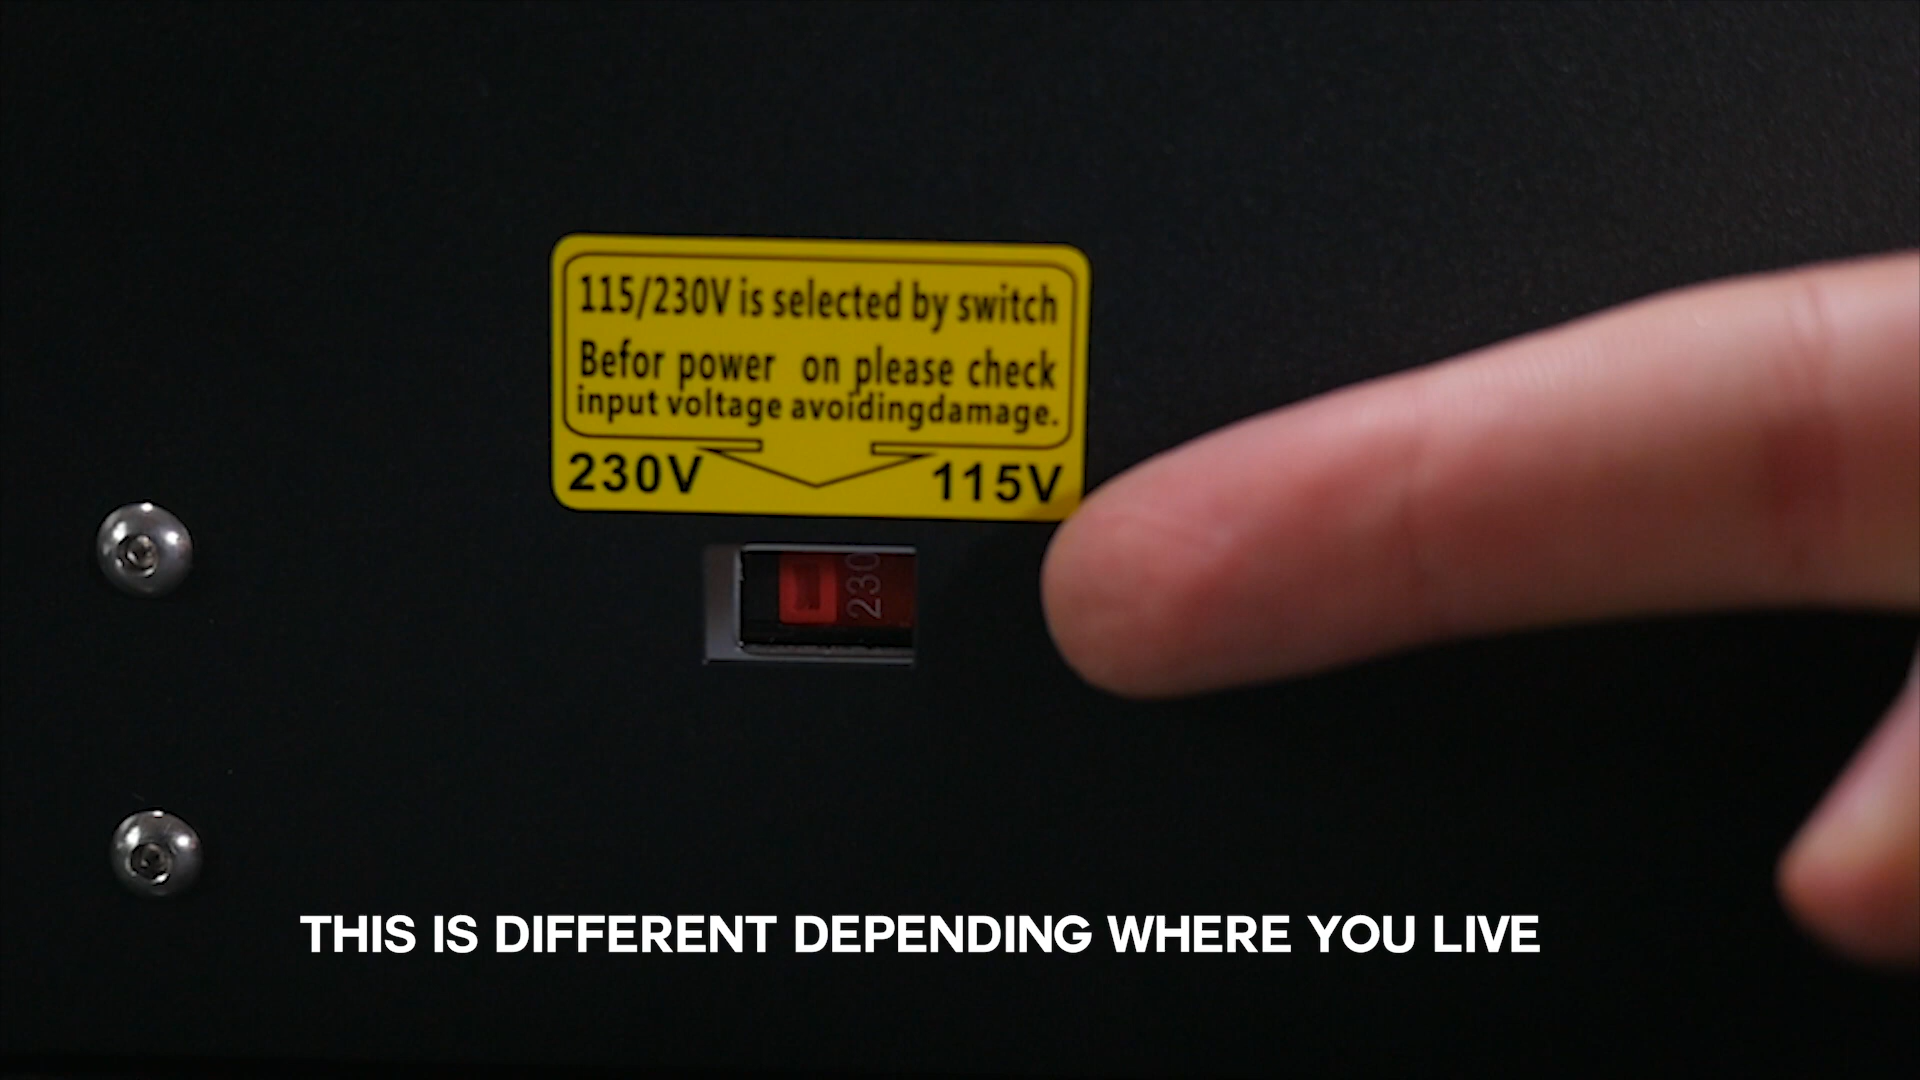 115/230V is selected by switch
Befor power on please check
input voltage avoidingdamage.
230V 115V
230
THIS IS DIFFERENT DEPENDING WHERE YOU LIVE